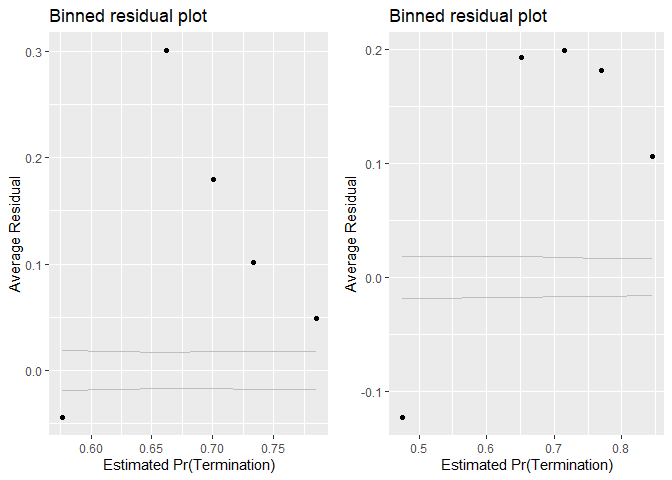 Binned residual plot
Average Residual
0.3
0.2
0.1
0.0
0.60
0.65
0.70
0.75
Estimated Pr(Termination)
Binned residual plot
Average Residual
0.2
0.1
0.0
-0.1
0.5
0.6
0.7
0.8
Estimated Pr(Termination)